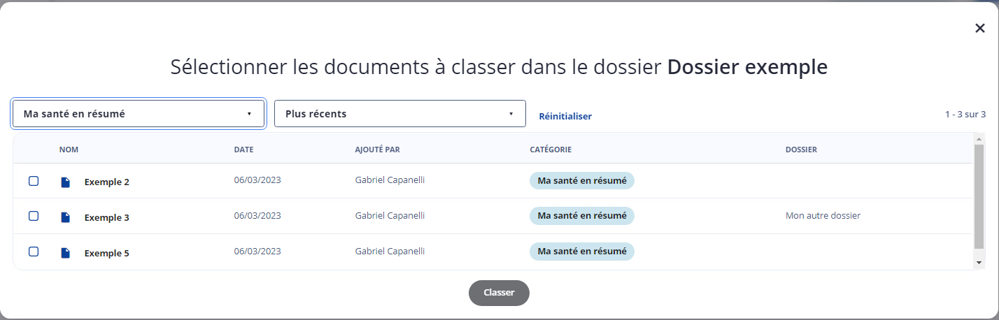 Sélectionner les documents à classer dans le dossier Dossier exemple
Ma santé en résumé Plus récents Réinitialiser 1 - 3 sur 3
NOM DATE AJOUTÉ PAR CATÉGORIE DOSSIER
Exemple 2 06/03/2023 Gabriel Capanelli Ma santé en résumé
Exemple 3 06/03/2023 Gabriel Capanelli Ma santé en résumé Mon autre dossier
Exemple 5 06/03/2023 Gabriel Capanelli Ma santé en résumé
Classer